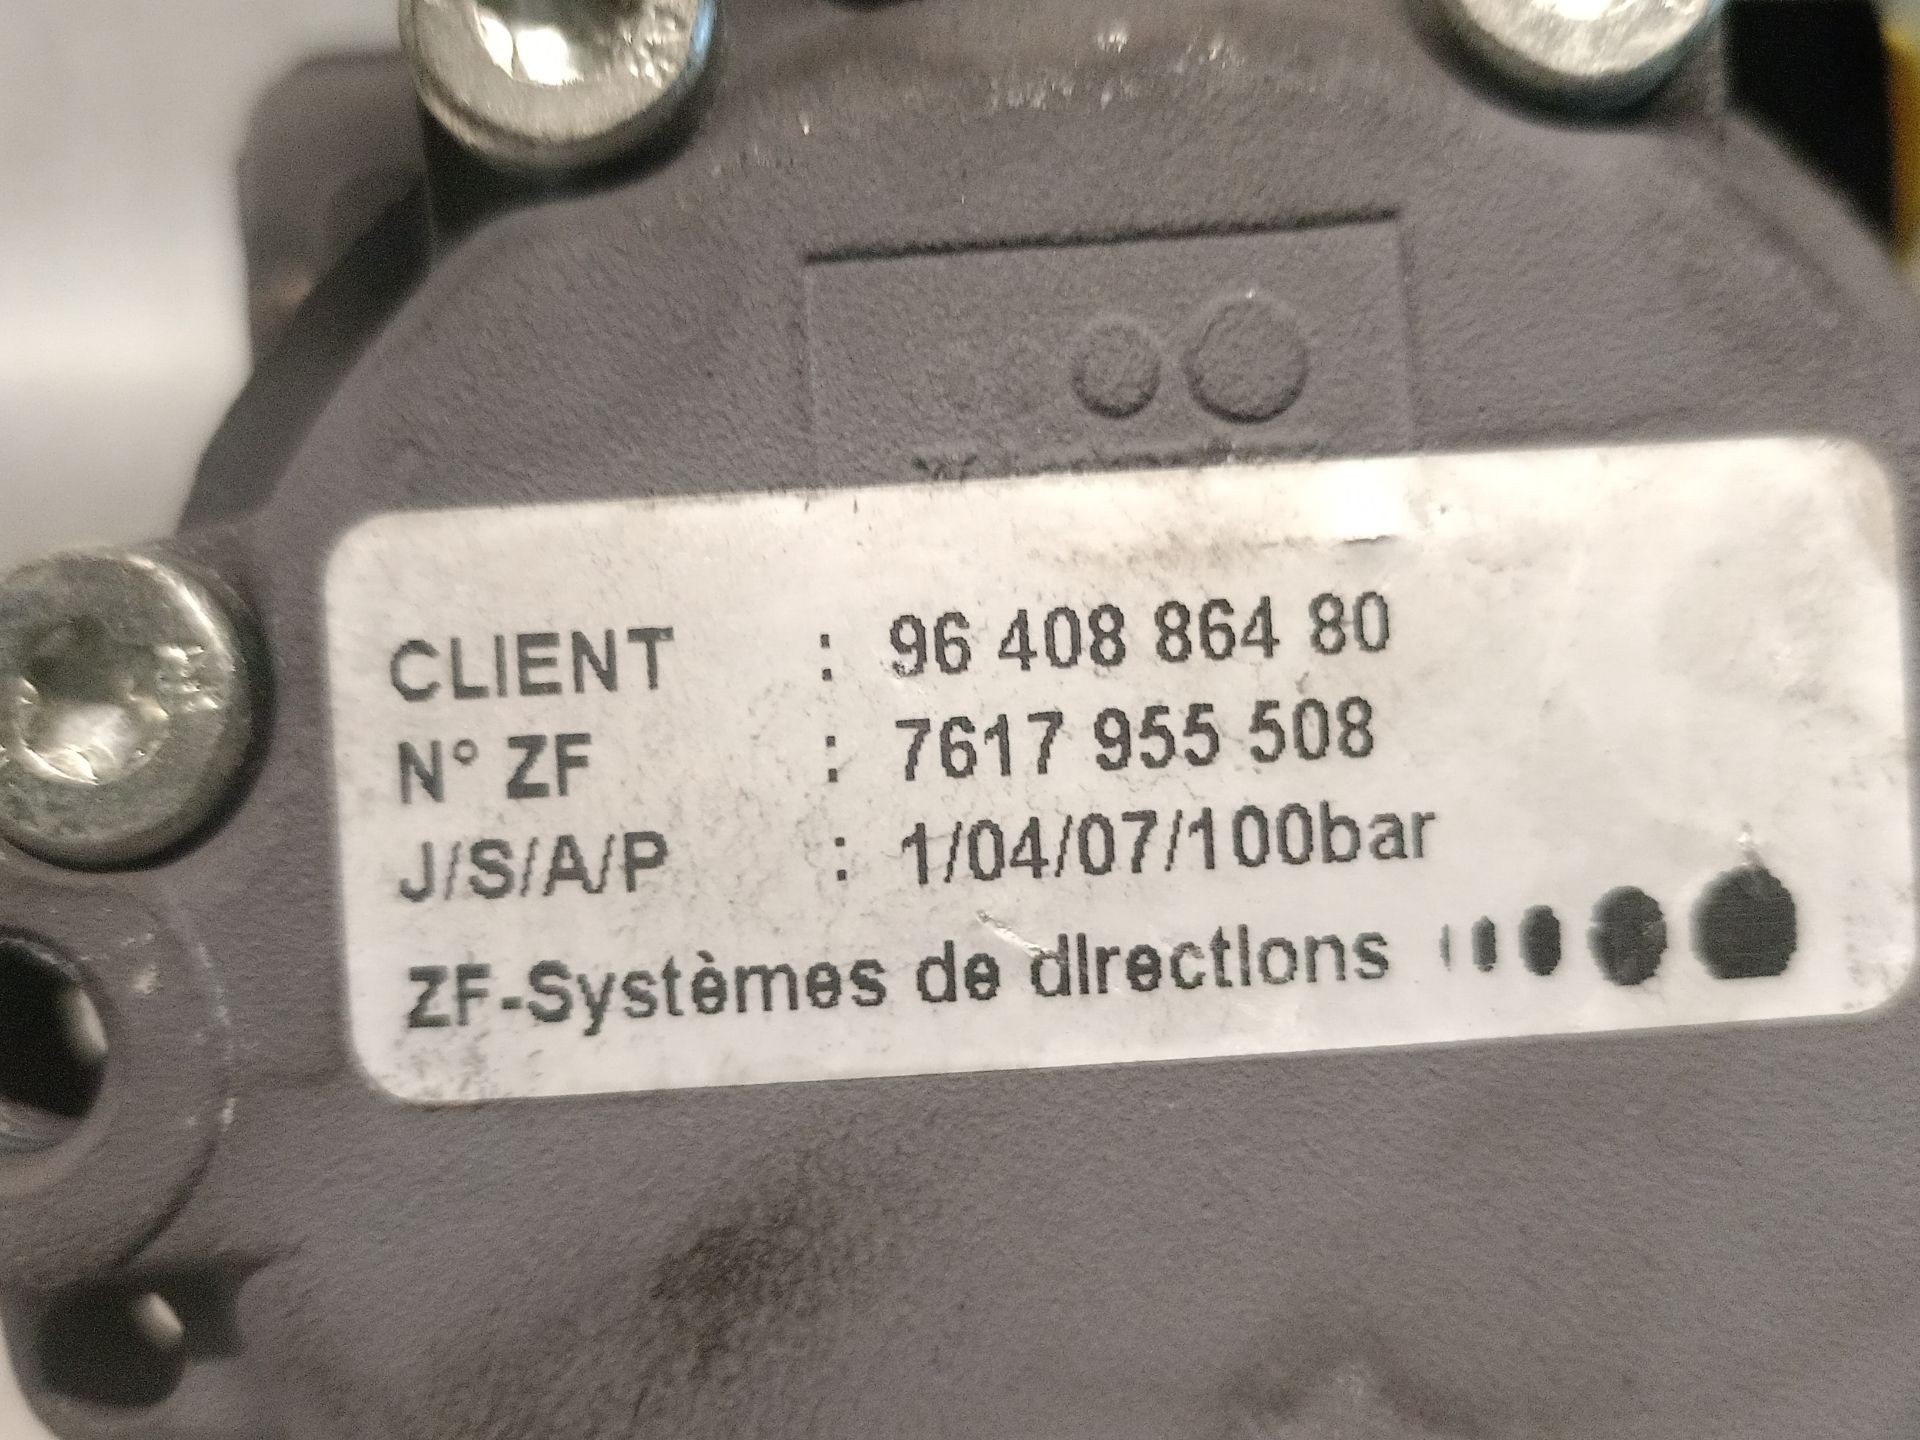 CLIENT : 96 408 864 80
N° ZF : 7617 955 508
J/S/A/P : 1/04/07/100bar
ZF-Systèmes de dIrectIons